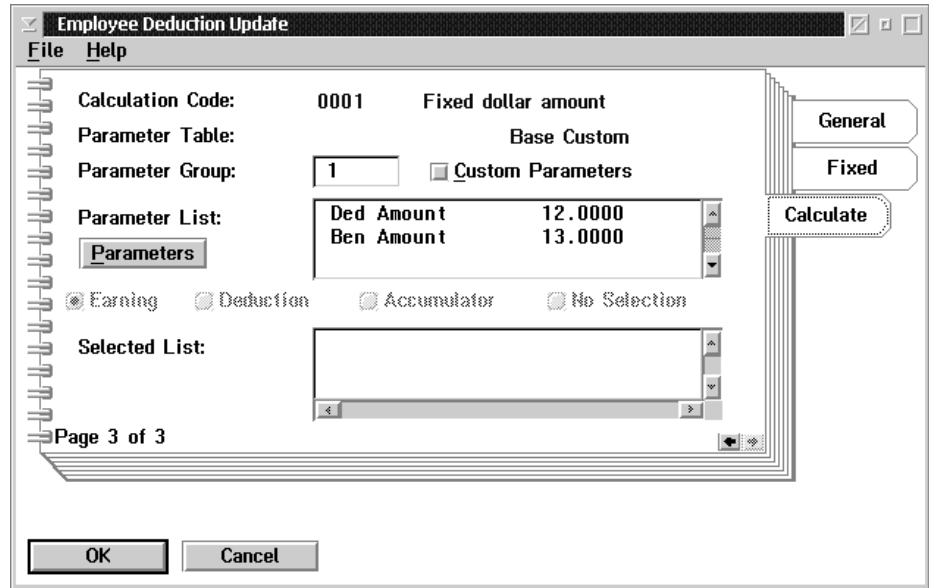 Employee Deduction Update
File Help
Calculation Code: 0001 Fixed dollar amount
Parameter Table: Base Custom
Parameter Group: 1 Custom Parameters
Parameter List: Ded Amount 12.0000
Ben Amount 13.0000
Parameters
Earning Deduction Accumulator No Selection
Selected List:
Page 3 of 3
General
Fixed
Calculate
OK Cancel